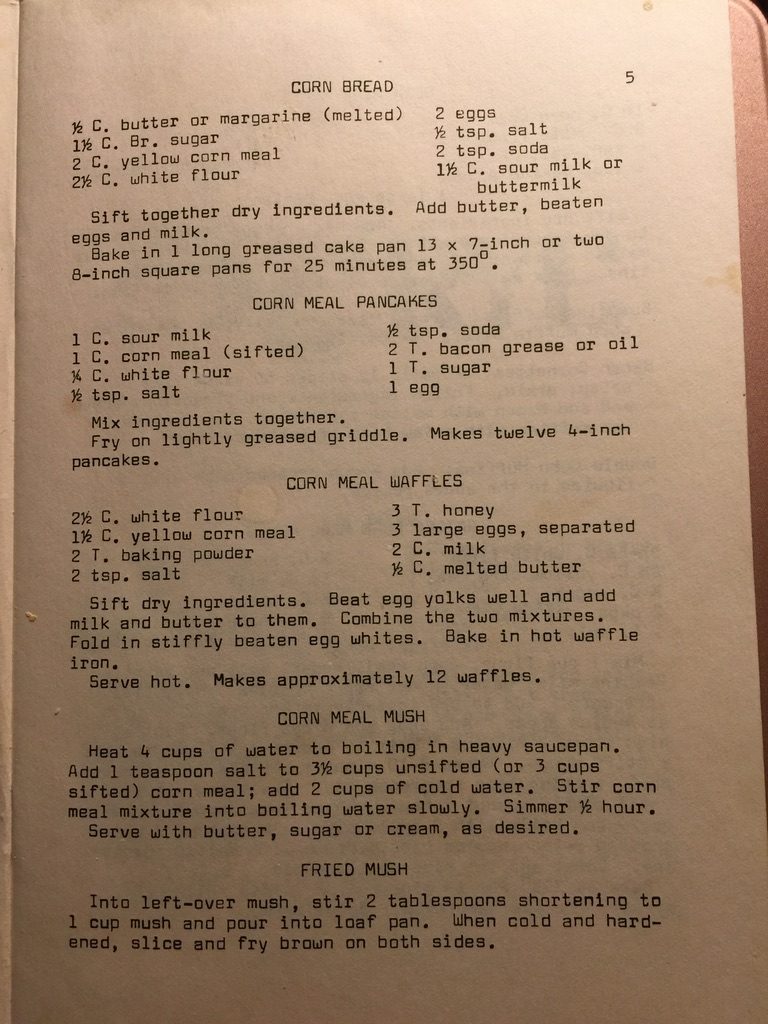 5
CORN BREAD
½ C. butter or margarine (melted)
1½ C. Br. sugar
2 C. yellow corn meal
2½ C. white flour
2 eggs
½ tsp. salt
2 tsp. soda
1½ C. sour milk or
buttermilk
Sift together dry ingredients. Add butter, beaten
eggs and milk.
Bake in 1 long greased cake pan 13 x 7-inch or two
8-inch square pans for 25 minutes at 350°.
CORN MEAL PANCAKES
1 C. sour milk
1 C. corn meal (sifted)
¼ C. white flour
½ tsp. salt
½ tsp. soda
2 T. bacon grease or oil
1 T. sugar
1 egg
Mix ingredients together.
Fry on lightly greased griddle. Makes twelve 4-inch
pancakes.
CORN MEAL WAFFLES
2½ C. white flour
1½ C. yellow corn meal
2 T. baking powder
2 tsp. salt
3 T. honey
3 large eggs, separated
2 C. milk
½ C. melted butter
Sift dry ingredients. Beat egg yolks well and add
milk and butter to them. Combine the two mixtures.
Fold in stiffly beaten egg whites. Bake in hot waffle
iron.
Serve hot. Makes approximately 12 waffles.
CORN MEAL MUSH
Heat 4 cups of water to boiling in heavy saucepan.
Add 1 teaspoon salt to 3½ cups unsifted (or 3 cups
sifted) corn meal; add 2 cups of cold water. Stir corn
meal mixture into boiling water slowly. Simmer ½ hour.
Serve with butter, sugar or cream, as desired.
FRIED MUSH
Into left-over mush, stir 2 tablespoons shortening to
1 cup mush and pour into loaf pan. When cold and hard-
ened, slice and fry brown on both sides.